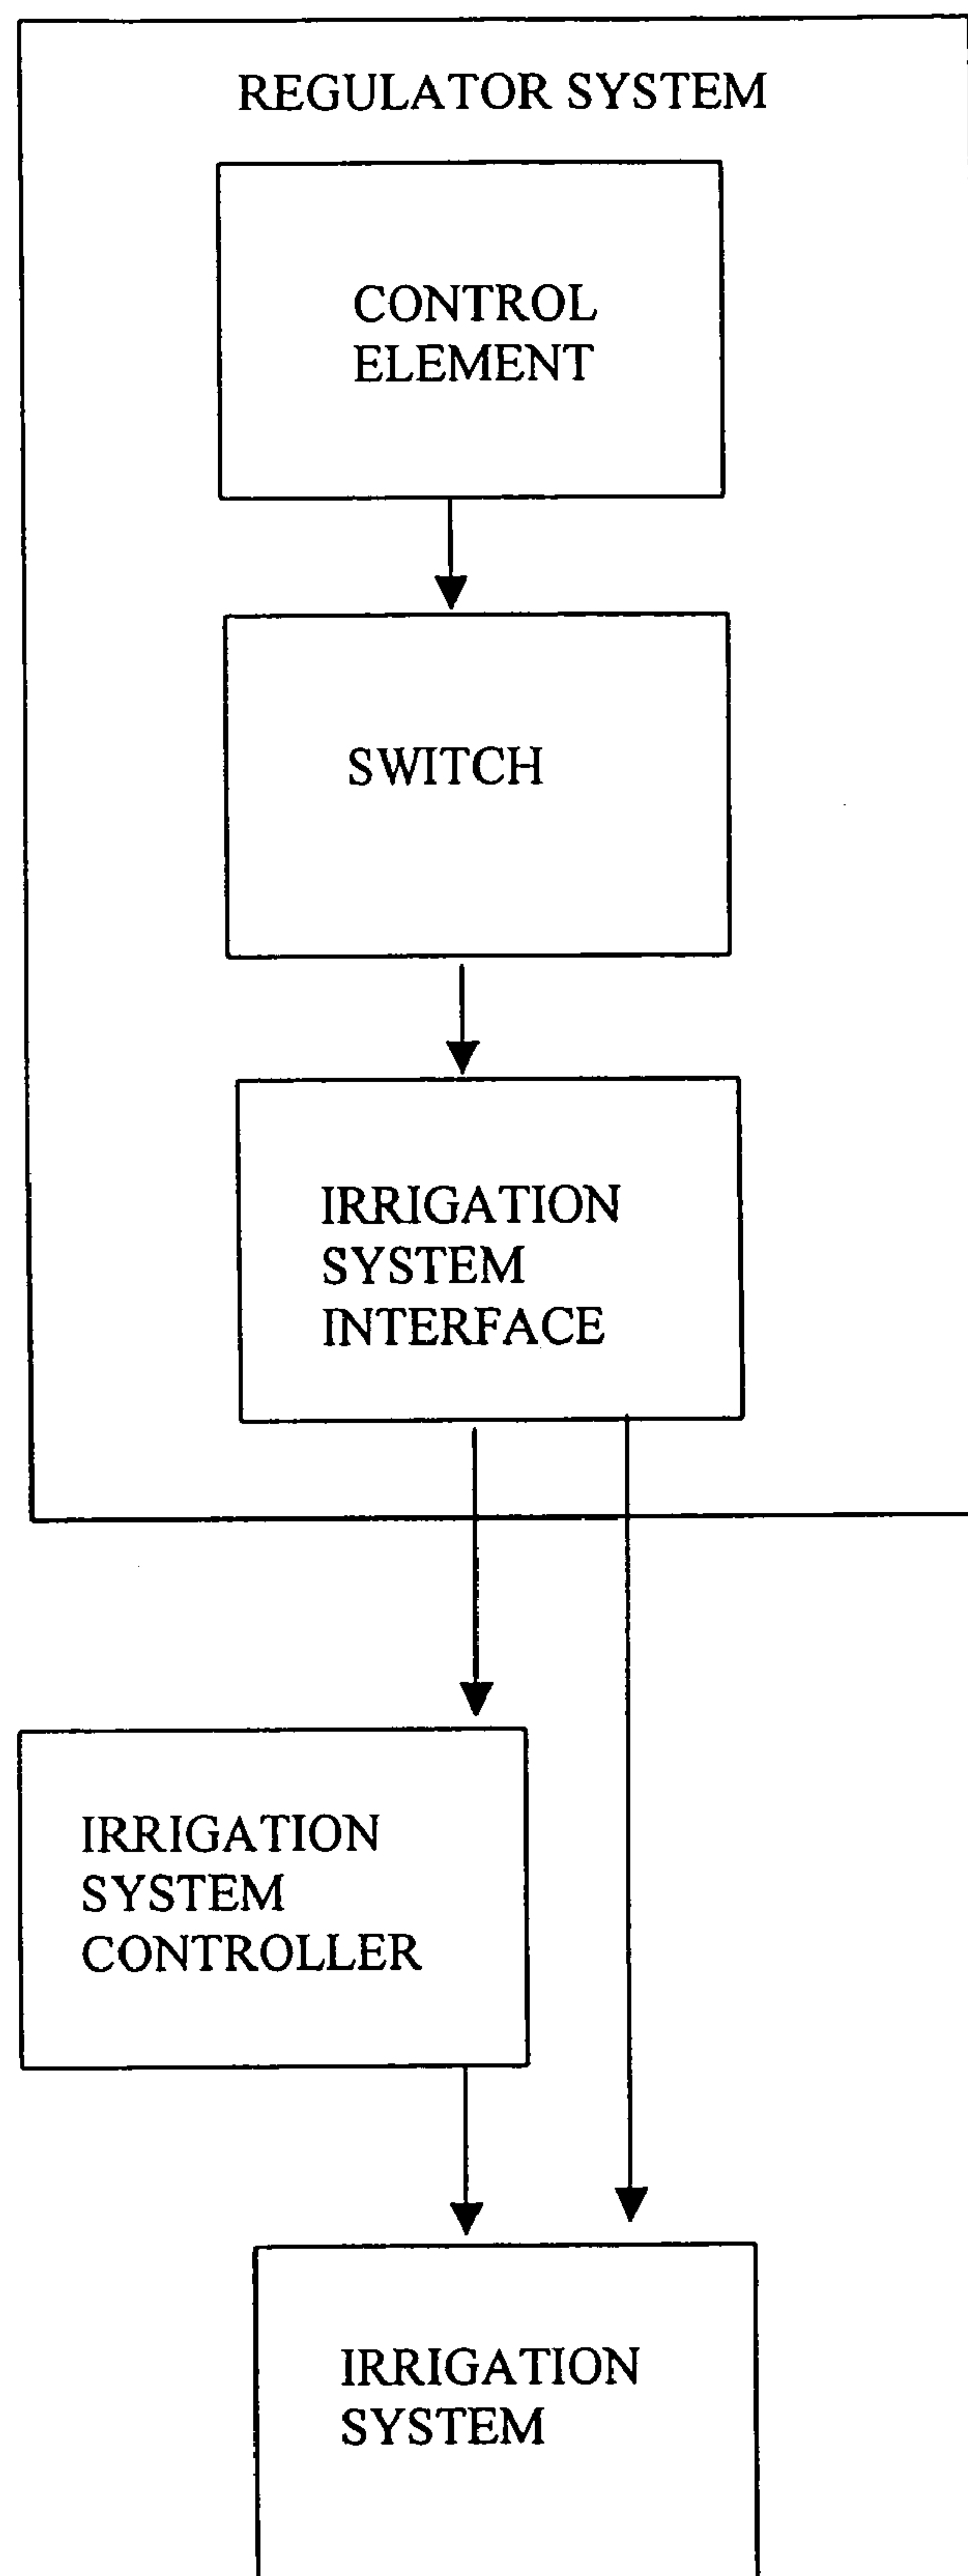 REGULATOR SYSTEM
CONTROL
ELEMENT
SWITCH
IRRIGATION
SYSTEM
INTERFACE
IRRIGATION
SYSTEM
CONTROLLER
IRRIGATION
SYSTEM